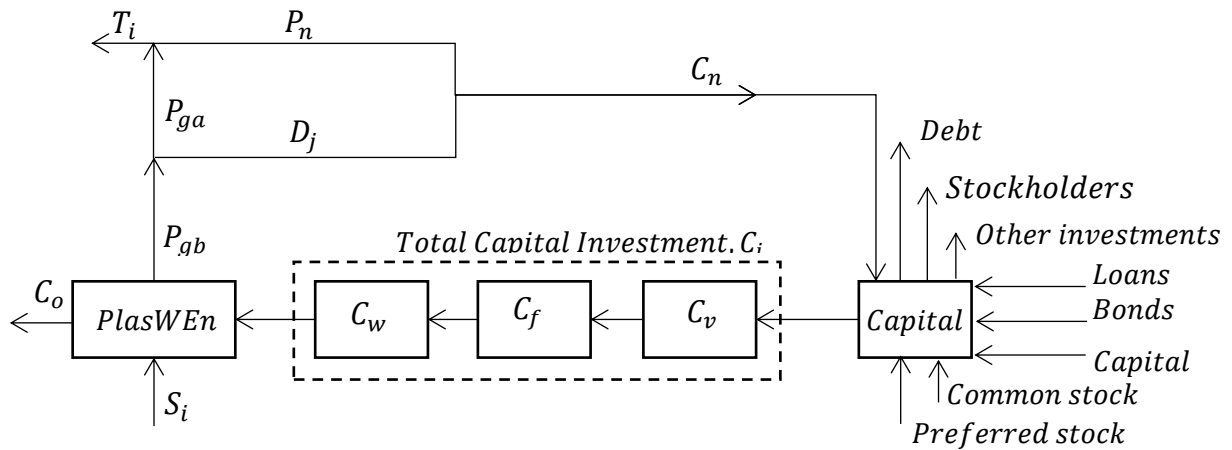 T_i
P_n
C_n
P_ga
D_j
Debt
Stockholders
P_gb
Total Capital Investment, C_i
Other investments
C_o
PlasWEn
C_w
C_f
C_v
Capital
Loans
Bonds
Capital
S_i
Common stock
Preferred stock